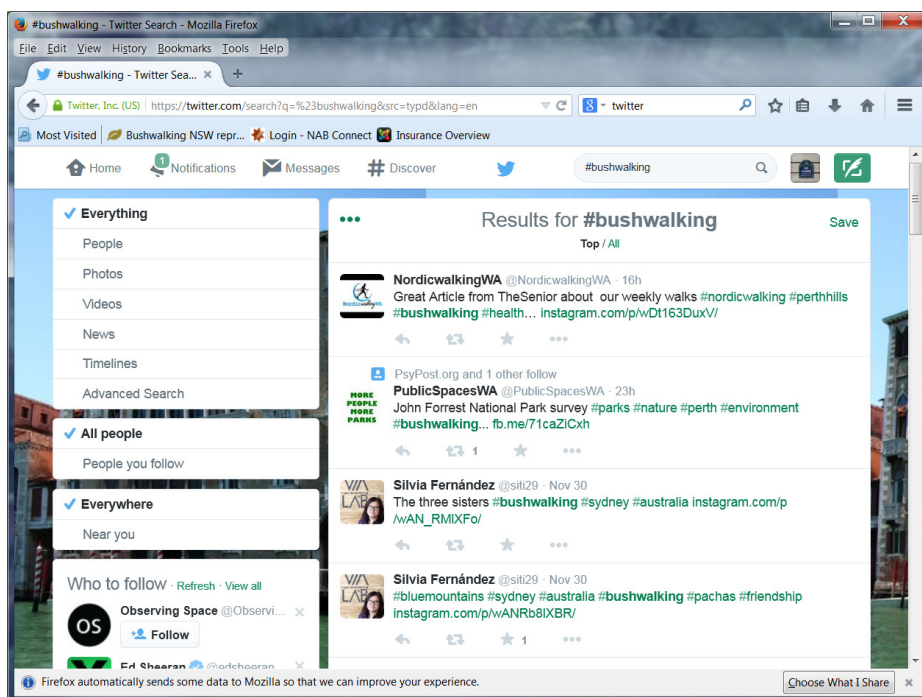 #bushwalking - Twitter Search - Mozilla Firefox
File Edit View History Bookmarks Tools Help
#bushwalking - Twitter Sea...
Twitter, Inc. (US) https://twitter.com/search?q=%23bushwalking&src=typd&lang=en
twitter
Most Visited Bushwalking NSW repr... Login - NAB Connect Insurance Overview
Home 1 Notifications Messages # Discover #bushwalking
Everything
People
Photos
Videos
News
Timelines
Advanced Search
All people
People you follow
Everywhere
Near you
Who to follow · Refresh · View all
OS
Observing Space @Observi...
Follow
Ed Sheeran @edsheeran
Results for #bushwalking
Save
Top / All
NordicwalkingWA @NordicwalkingWA · 16h
Great Article from TheSenior about our weekly walks #nordicwalking #perthhills
#bushwalking #health... instagram.com/p/wDt163DuxV/
PsyPost.org and 1 other follow
MORE
PEOPLE
MORE
PARKS
PublicSpacesWA @PublicSpacesWA · 23h
John Forrest National Park survey #parks #nature #perth #environment
#bushwalking... fb.me/71caZiCxh
1
Silvia Fernández @siti29 · Nov 30
The three sisters #bushwalking #sydney #australia instagram.com/p
/wAN_RMIXFo/
Silvia Fernández @siti29 · Nov 30
#bluemountains #sydney #australia #bushwalking #pachas #friendship
instagram.com/p/wANRb8lXBR/
1
Firefox automatically sends some data to Mozilla so that we can improve your experience.
Choose What I Share